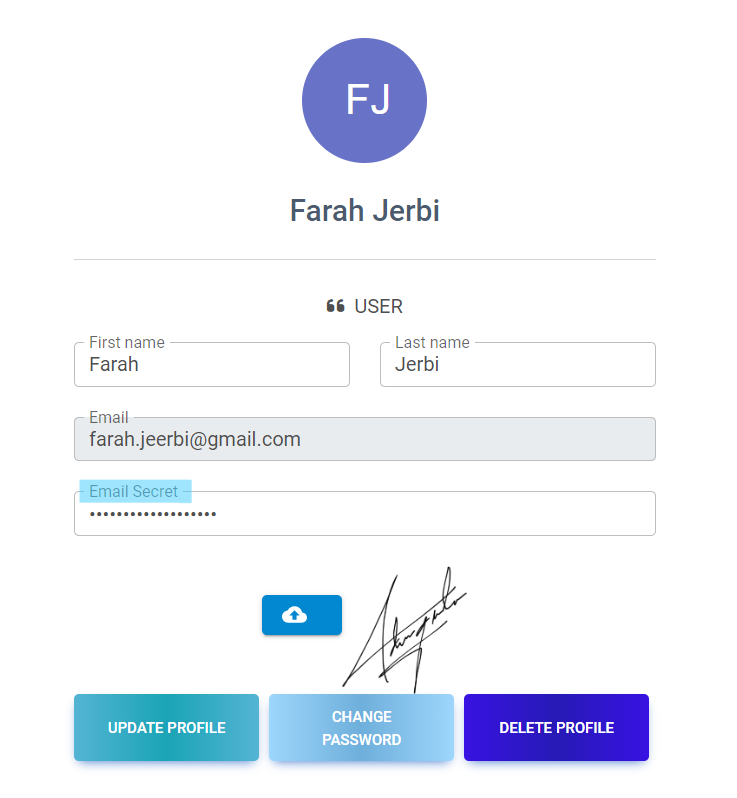 FJ
Farah Jerbi
❝ USER
First name
Last name
Farah
Jerbi
Email
farah.jeerbi@gmail.com
Email Secret
•••••••••••••••••••
UPDATE PROFILE
CHANGE
PASSWORD
DELETE PROFILE